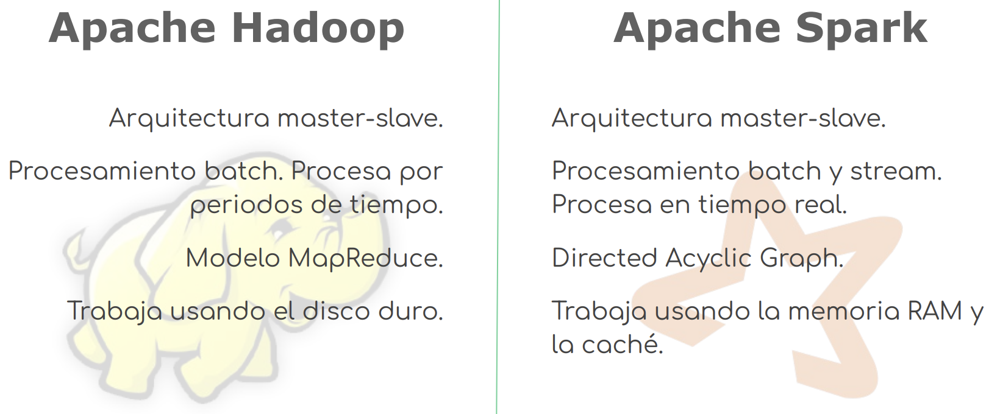 Apache Hadoop
Arquitectura master-slave.
Procesamiento batch. Procesa por
periodos de tiempo.
Modelo MapReduce.
Trabaja usando el disco duro.
Apache Spark
Arquitectura master-slave.
Procesamiento batch y stream.
Procesa en tiempo real.
Directed Acyclic Graph.
Trabaja usando la memoria RAM y
la caché.